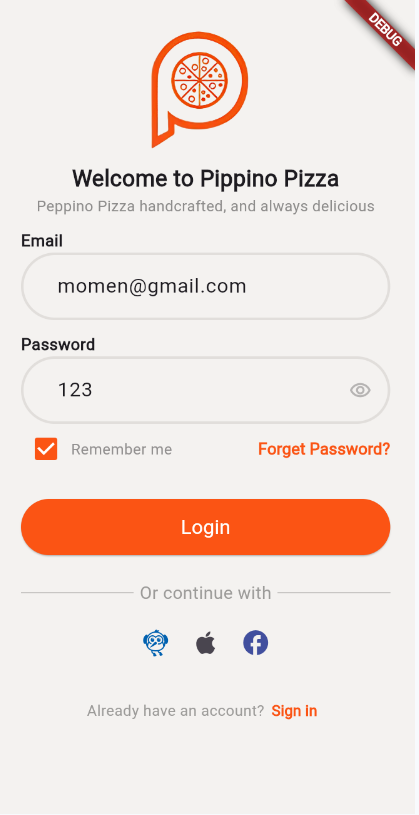 DEBUG
Welcome to Pippino Pizza
Peppino Pizza handcrafted, and always delicious
Email
momen@gmail.com
Password
123
Remember me Forget Password?
Login
Or continue with
Already have an account? Sign in